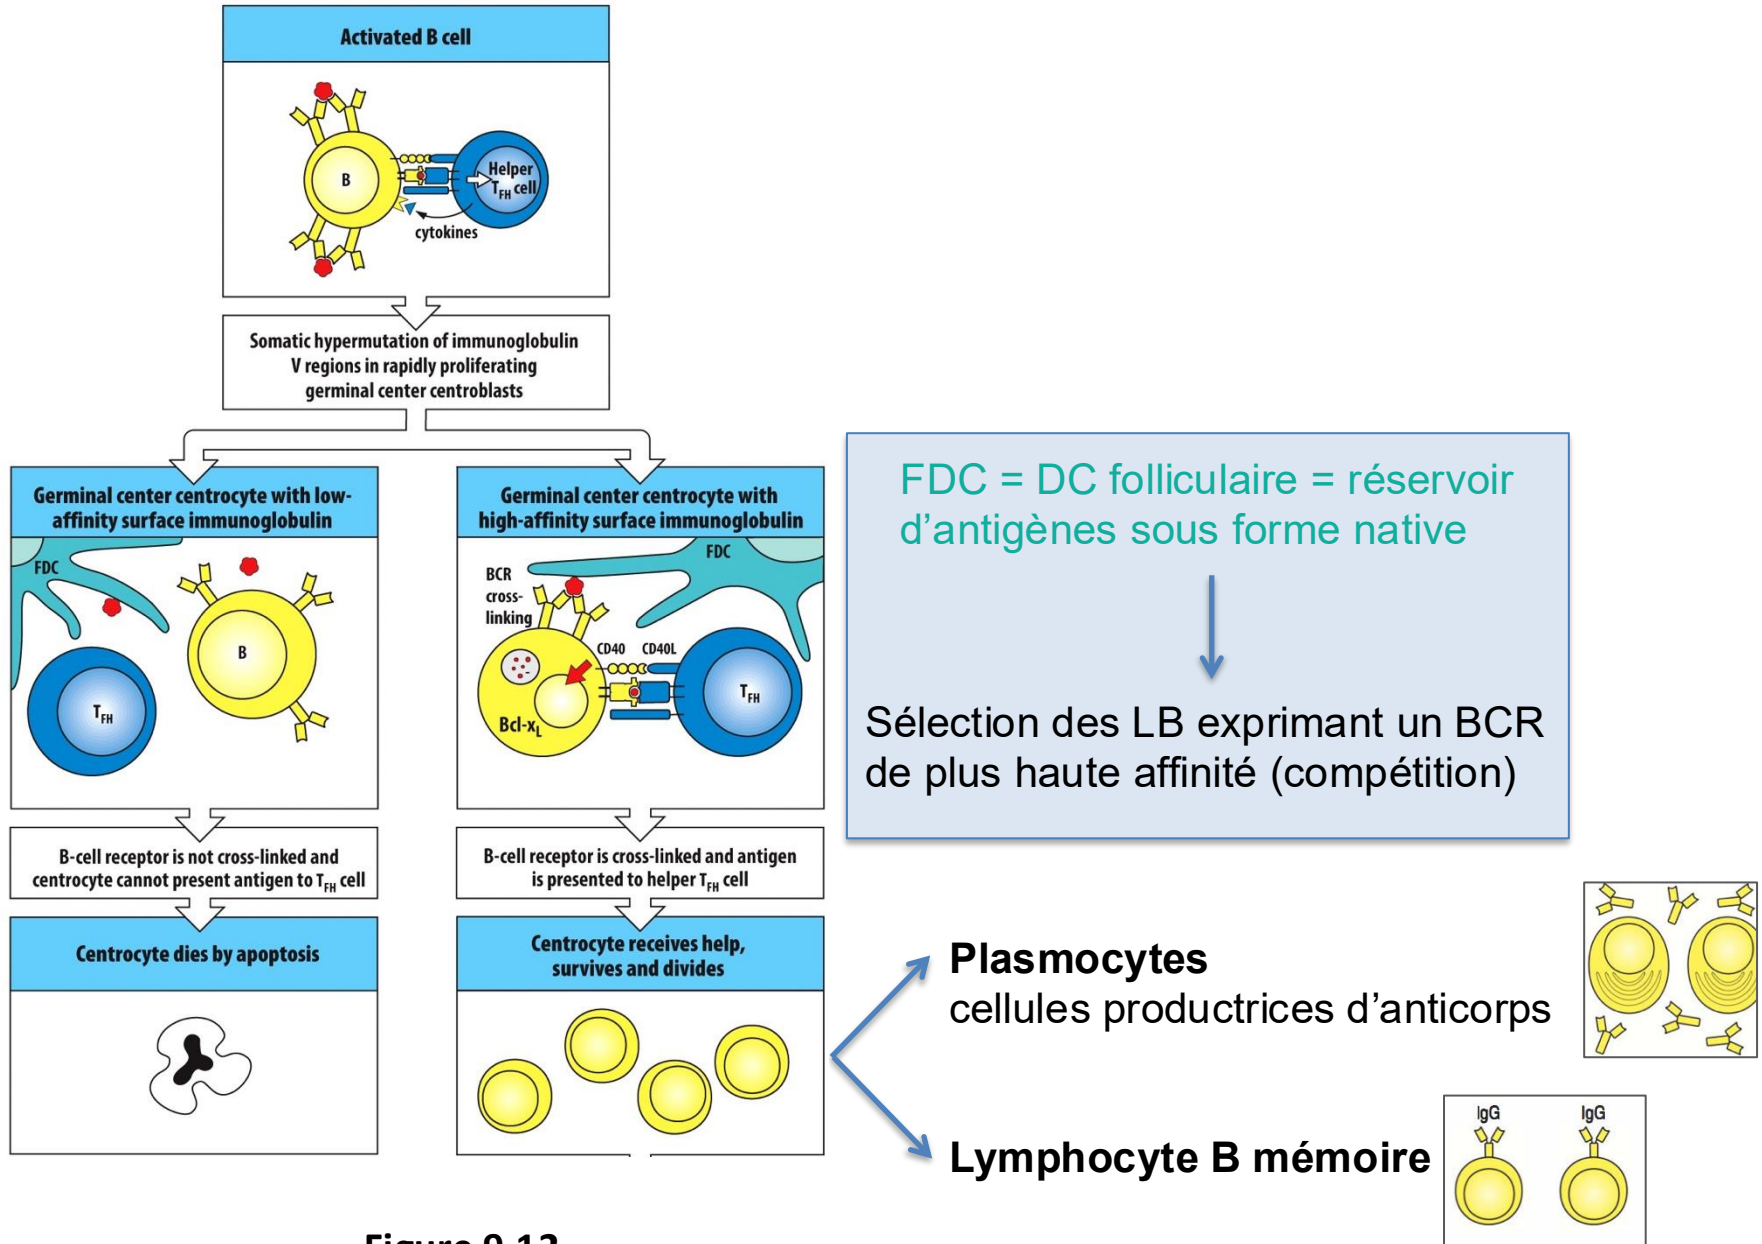 Activated B cell
B
Helper
TFH cell
cytokines
Somatic hypermutation of immunoglobulin
V regions in rapidly proliferating
germinal center centroblasts
Germinal center centrocyte with low-
affinity surface immunoglobulin
FDC
B
TFH
B-cell receptor is not cross-linked and
centrocyte cannot present antigen to TFH cell
Centrocyte dies by apoptosis
Germinal center centrocyte with
high-affinity surface immunoglobulin
FDC
BCR
cross-
linking
CD40 CD40L
TFH
Bcl-xL
B-cell receptor is cross-linked and antigen
is presented to helper TFH cell
Centrocyte receives help,
survives and divides
FDC = DC folliculaire = réservoir
d’antigènes sous forme native
Sélection des LB exprimant un BCR
de plus haute affinité (compétition)
Plasmocytes
cellules productrices d’anticorps
Lymphocyte B mémoire
IgG IgG
Figure 9.12